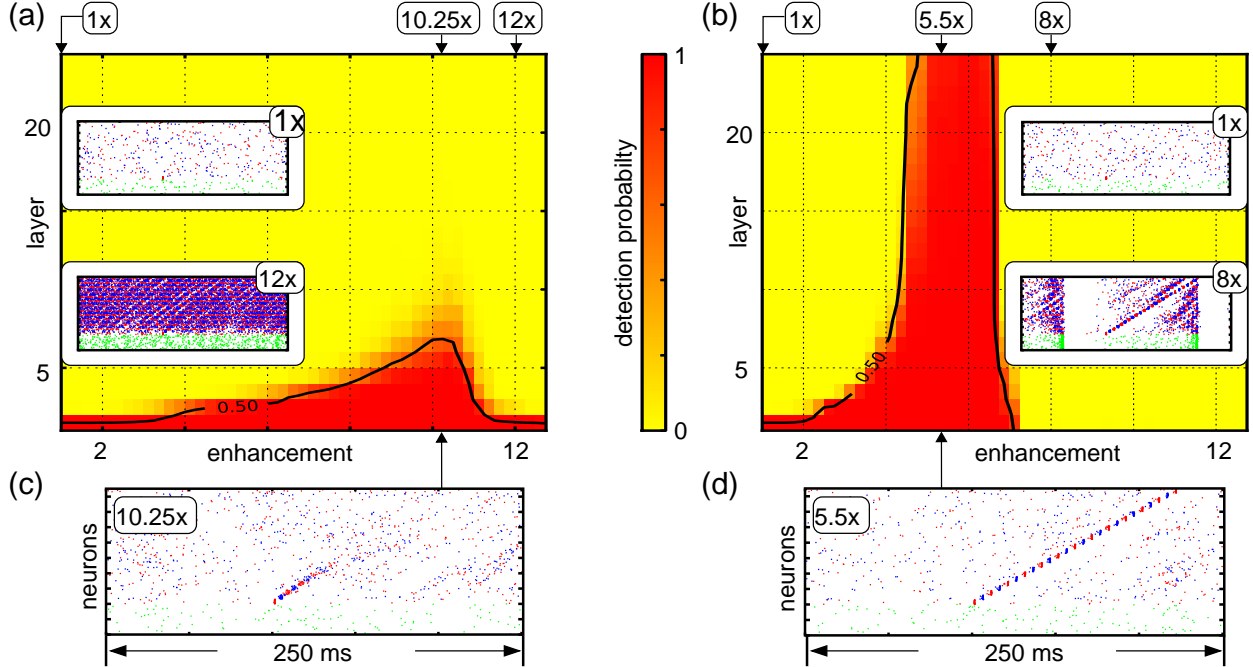 (a)
1x
10.25x
12x
(b)
1x
5.5x
8x
20
5
layer
1x
12x
0.50
2
12
enhancement
1
0
detection probabilty
20
5
layer
1x
8x
0.50
2
12
enhancement
(c)
10.25x
neurons
250 ms
(d)
5.5x
neurons
250 ms